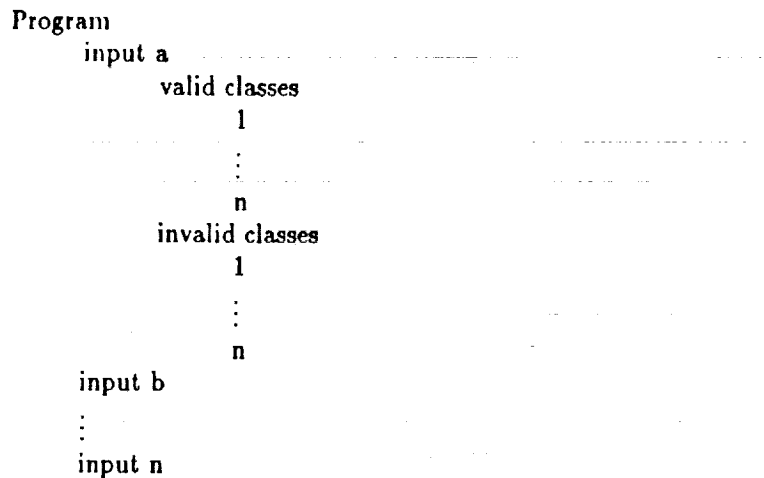 Program
input a
valid classes
1
⋮
n
invalid classes
1
⋮
n
input b
⋮
input n